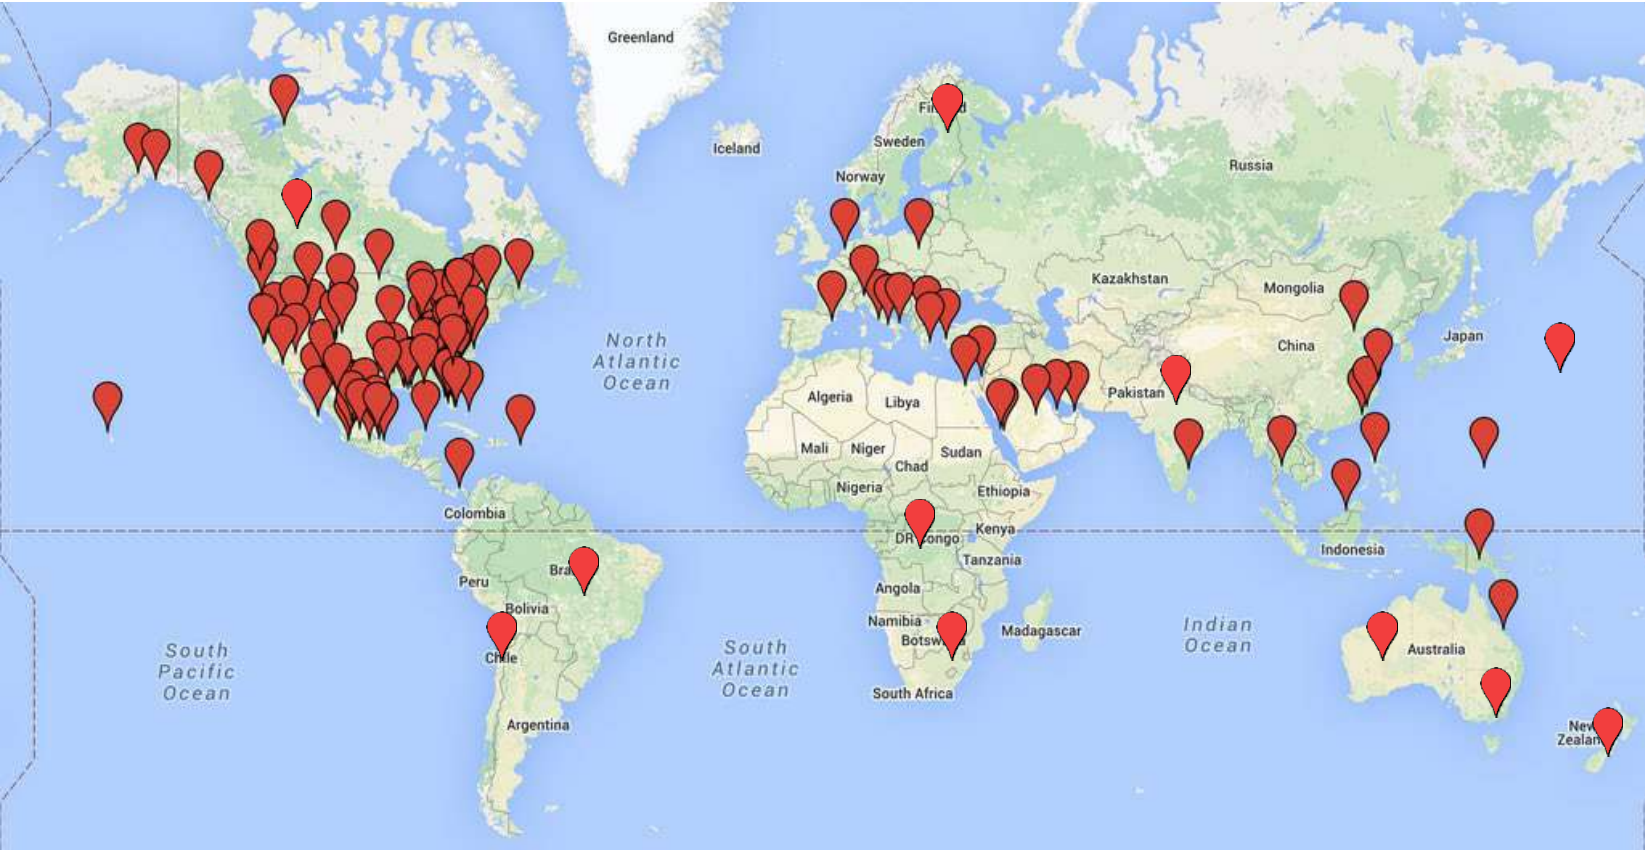 Greenland
Iceland
Sweden
Norway
Russia
Kazakhstan
Mongolia
China
Japan
North
Atlantic
Ocean
Algeria
Libya
Pakistan
Mali
Niger
Chad
Sudan
Nigeria
Ethiopia
Colombia
Kenya
Tanzania
Indonesia
Peru
Angola
Bolivia
Namibia
Madagascar
Indian
Ocean
South
Pacific
Ocean
South
Atlantic
Ocean
Chile
Australia
South Africa
Argentina
New